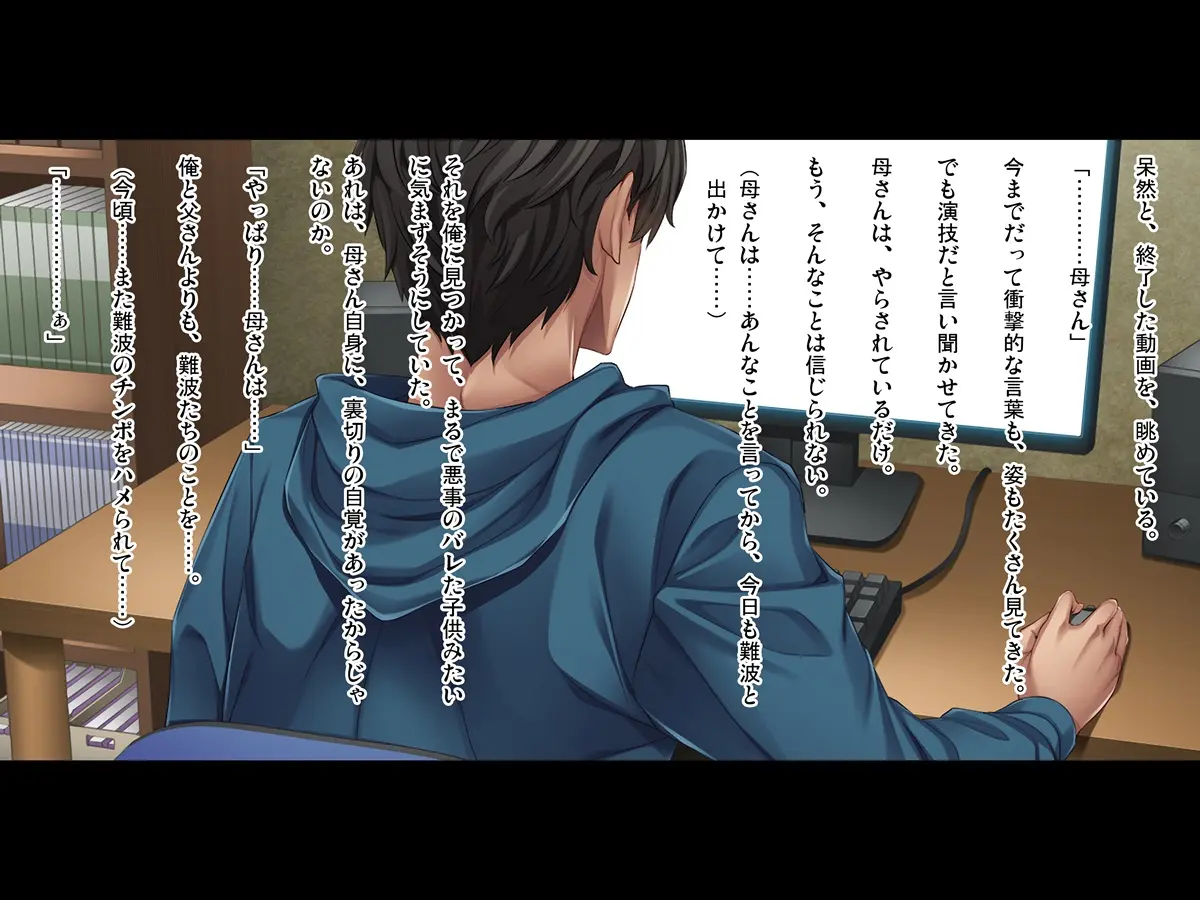 呆然と、終了した動画を、眺めている。
「…………母さん」
今までだって衝撃的な言葉も、姿もたくさん見てきた。
でも演技だと言い聞かせてきた。
母さんは、やらされているだけ。
もう、そんなことは信じられない。
(母さんは……あんなことを言ってから、今日も難波と
出かけて……)
それを俺に見つかって、まるで悪事のバレた子供みたい
に気まずそうにしていた。
あれは、母さん自身に、裏切りの自覚があったからじゃ
ないのか。
「やっぱり……母さんは……」
俺と父さんよりも、難波たちのことを……。
(今頃……また難波のチンポをハメられて……)
「………………ぁ」